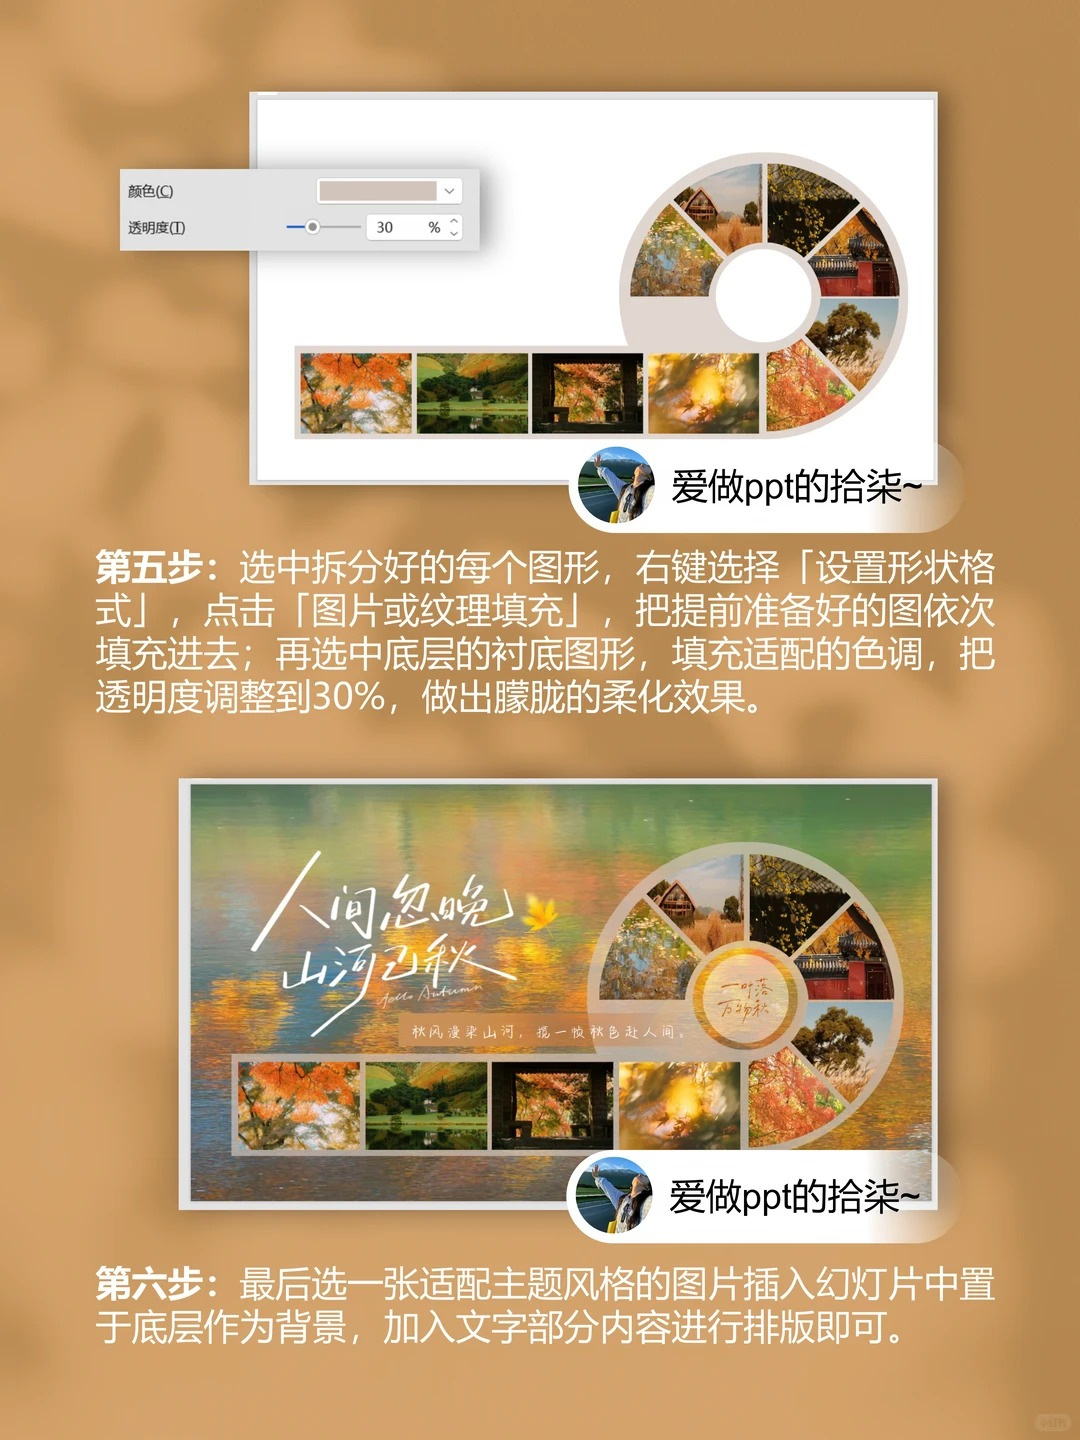 颜色(C)
透明度(T)
30 %
爱做ppt的拾柒~
第五步：选中拆分好的每个图形，右键选择「设置形状格
式」，点击「图片或纹理填充」，把提前准备好的图依次
填充进去；再选中底层的衬底图形，填充适配的色调，把
透明度调整到30%，做出朦胧的柔化效果。
人间忽晚
山河已秋
Hello Autumn
秋风漫染山河，揽一帧秋色赴人间。
一叶落
万物秋
爱做ppt的拾柒~
第六步：最后选一张适配主题风格的图片插入幻灯片中置
于底层作为背景，加入文字部分内容进行排版即可。
小红书